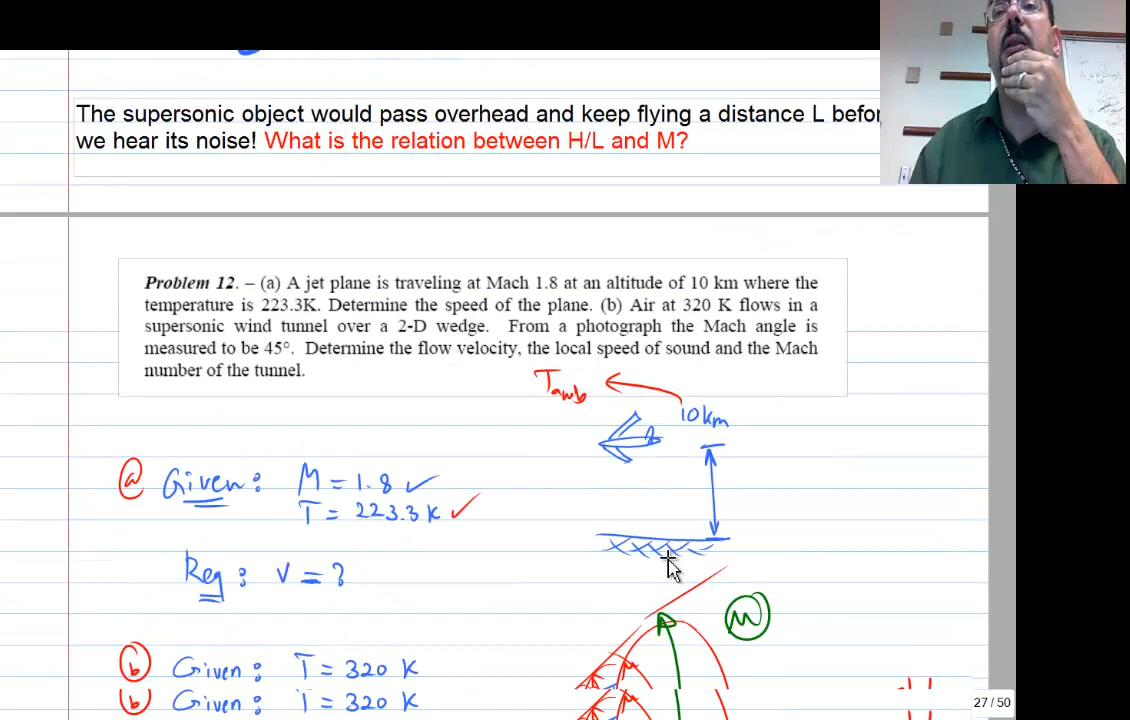 The supersonic object would pass overhead and keep flying a distance L befor
we hear its noise! What is the relation between H/L and M?
Problem 12. – (a) A jet plane is traveling at Mach 1.8 at an altitude of 10 km where the
temperature is 223.3K. Determine the speed of the plane. (b) Air at 320 K flows in a
supersonic wind tunnel over a 2-D wedge. From a photograph the Mach angle is
measured to be 45°. Determine the flow velocity, the local speed of sound and the Mach
number of the tunnel.
Tamb
10km
(a) Given: M = 1.8 ✓
T = 223.3 K ✓
Req: V = ?
M
(b) Given: T = 320 K
μ
(b) Given: T = 320 K
μ
27 / 50